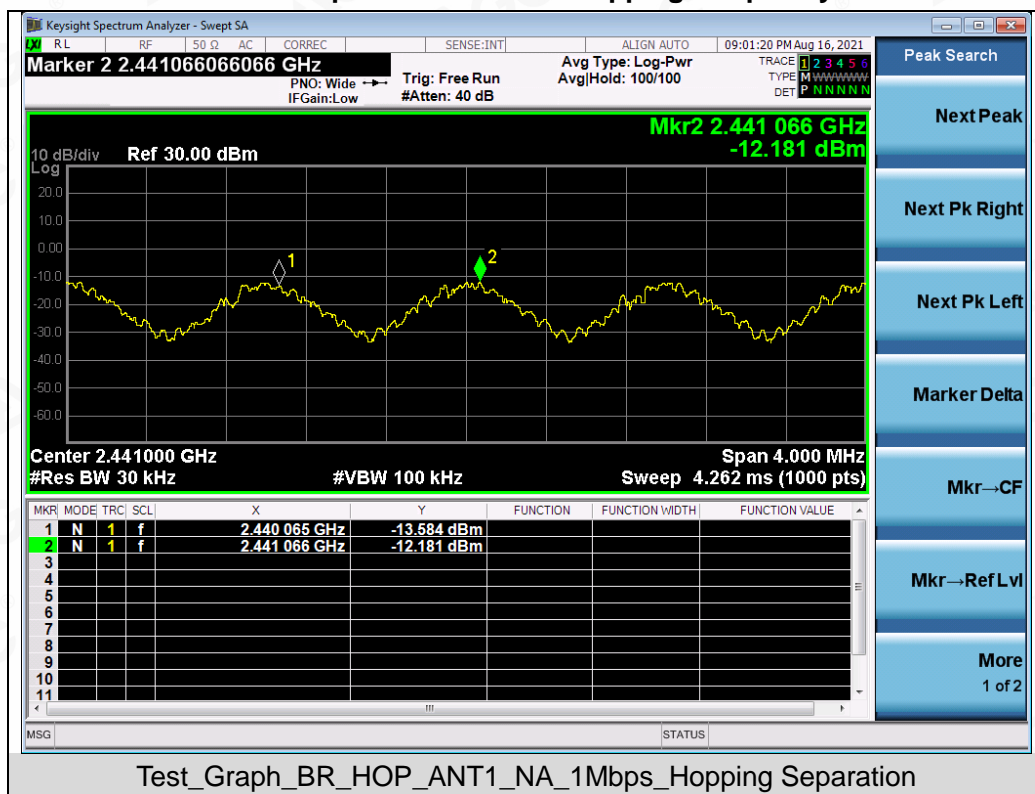 Keysight Spectrum Analyzer - Swept SA
LXI RL RF 50 Ω AC CORREC SENSE:INT ALIGN AUTO 09:01:20 PM Aug 16, 2021
Marker 2 2.441066066066 GHz
PNO: Wide
IFGain:Low
Trig: Free Run
#Atten: 40 dB
Avg Type: Log-Pwr
Avg|Hold: 100/100
TRACE 1 2 3 4 5 6
TYPE M WWWWW
DET P N N N N N
Mkr2 2.441 066 GHz
-12.181 dBm
10 dB/div Ref 30.00 dBm
Log
20.0
10.0
0.00
-10.0
-20.0
-30.0
-40.0
-50.0
-60.0
1
2
Center 2.441000 GHz Span 4.000 MHz
#Res BW 30 kHz #VBW 100 kHz Sweep 4.262 ms (1000 pts)
MKR MODE TRC SCL X Y FUNCTION FUNCTION WIDTH FUNCTION VALUE
1 N 1 f 2.440 065 GHz -13.584 dBm
2 N 1 f 2.441 066 GHz -12.181 dBm
3
4
5
6
7
8
9
10
11
MSG STATUS
Peak Search
Next Peak
Next Pk Right
Next Pk Left
Marker Delta
Mkr→CF
Mkr→Ref Lvl
More
1 of 2
Test_Graph_BR_HOP_ANT1_NA_1Mbps_Hopping Separation